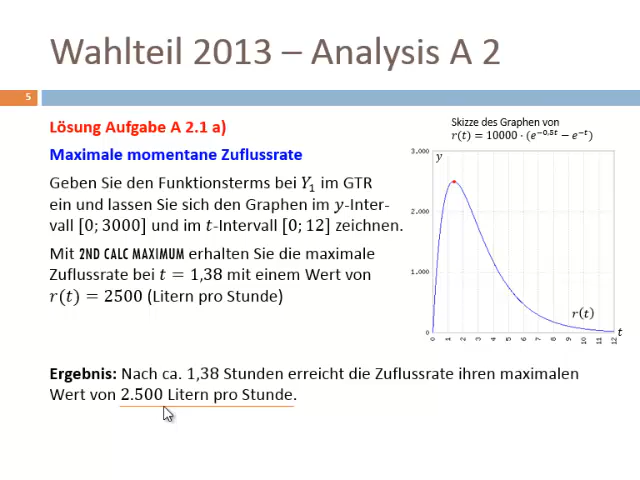 Wahlteil 2013 – Analysis A 2
5
Lösung Aufgabe A 2.1 a)
Maximale momentane Zuflussrate
Geben Sie den Funktionsterms bei Y₁ im GTR
ein und lassen Sie sich den Graphen im y-Inter-
vall [0; 3000] und im t-Intervall [0; 12] zeichnen.
Mit 2ND CALC MAXIMUM erhalten Sie die maximale
Zuflussrate bei t = 1,38 mit einem Wert von
r(t) = 2500 (Litern pro Stunde)
Skizze des Graphen von
r(t) = 10000 · (e^{-0,5t} − e^{-t})
3,000
y
2,000
1,000
r(t)
0
t
0 1 2 3 4 5 6 7 8 9 10 11 12
Ergebnis: Nach ca. 1,38 Stunden erreicht die Zuflussrate ihren maximalen
Wert von 2.500 Litern pro Stunde.